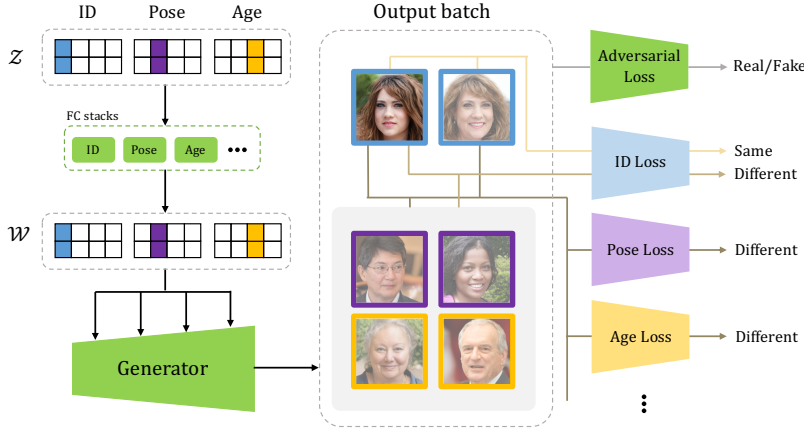 ID Pose Age
Output batch
𝒵
Adversarial
Loss
Real/Fake
FC stacks
ID Pose Age •••
ID Loss
Same
Different
𝒲
Pose Loss
Different
Generator
Age Loss
Different